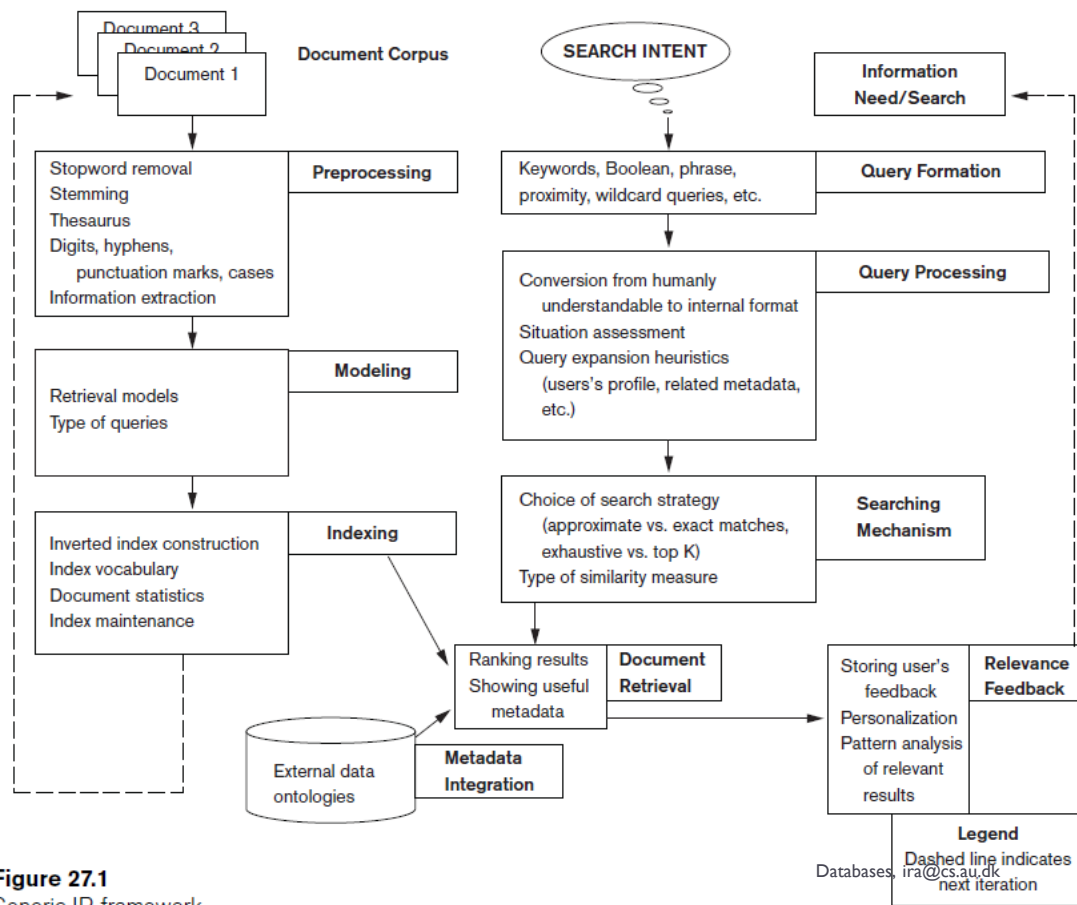 Document 3
Document 2
Document 1
Document Corpus
SEARCH INTENT
Information
Need/Search
Stopword removal
Stemming
Thesaurus
Digits, hyphens,
punctuation marks, cases
Information extraction
Preprocessing
Keywords, Boolean, phrase,
proximity, wildcard queries, etc.
Query Formation
Conversion from humanly
understandable to internal format
Situation assessment
Query expansion heuristics
(users's profile, related metadata,
etc.)
Query Processing
Retrieval models
Type of queries
Modeling
Choice of search strategy
(approximate vs. exact matches,
exhaustive vs. top K)
Type of similarity measure
Searching
Mechanism
Inverted index construction
Index vocabulary
Document statistics
Index maintenance
Indexing
Ranking results
Showing useful
metadata
Document
Retrieval
Storing user's
feedback
Personalization
Pattern analysis
of relevant
results
Relevance
Feedback
External data
ontologies
Metadata
Integration
Legend
Dashed line indicates
next iteration
Databases, ira@cs.au.dk
Figure 27.1
Generic IR framework